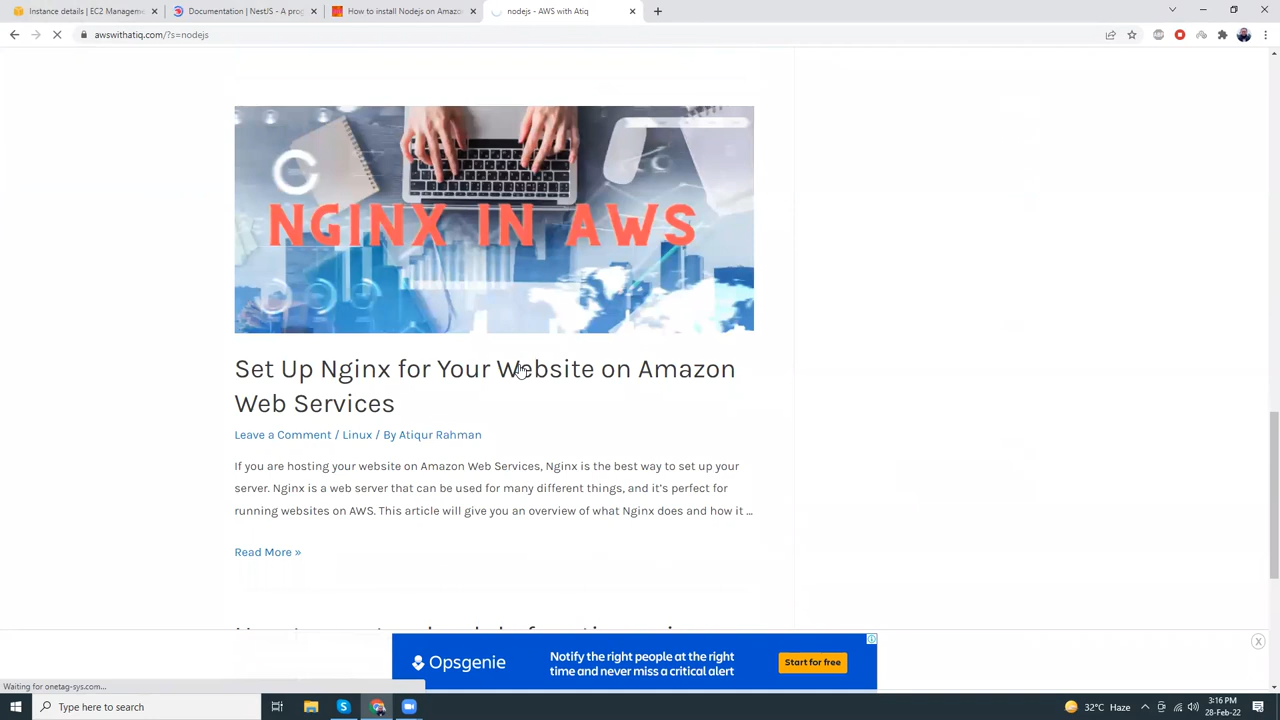 Instance details | EC2 Managem
Documentation | NestJS - A prog
How to install Nodejs on Amazo
nodejs - AWS with Atiq
awswithatiq.com/?s=nodejs
NGINX IN AWS
Set Up Nginx for Your Website on Amazon
Web Services
Leave a Comment / Linux / By Atiqur Rahman
If you are hosting your website on Amazon Web Services, Nginx is the best way to set up your
server. Nginx is a web server that can be used for many different things, and it's perfect for
running websites on AWS. This article will give you an overview of what Nginx does and how it ...
Read More »
Opsgenie
Notify the right people at the right
time and never miss a critical alert
Start for free
Waiting for onetag-sys.com...
Type here to search
32°C Haze
3:16 PM
28-Feb-22